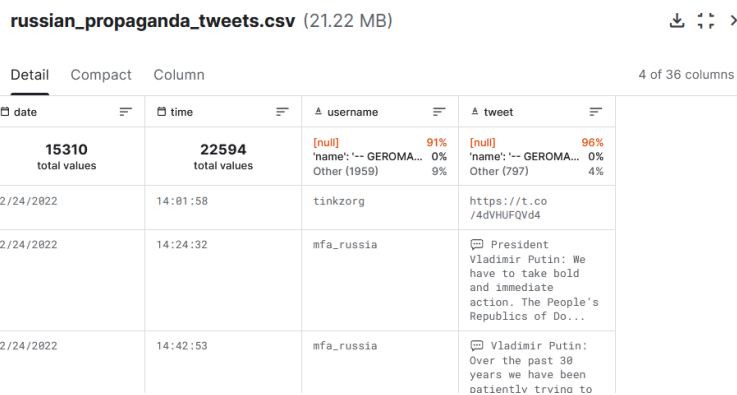 russian_propaganda_tweets.csv (21.22 MB)
Detail Compact Column 4 of 36 columns
date time username tweet
15310
total values
22594
total values
[null] 91%
'name': '-- GEROMA... 0%
Other (1959) 9%
[null] 96%
'name': '-- GEROMA... 0%
Other (797) 4%
2/24/2022 14:01:58 tinkzorg https://t.co
/4dVHUFQVd4
2/24/2022 14:24:32 mfa_russia 💬 President
Vladimir Putin: We
have to take bold
and immediate
action. The People's
Republics of Do...
2/24/2022 14:42:53 mfa_russia 💬 Vladimir Putin:
Over the past 30
years we have been
patiently trying to